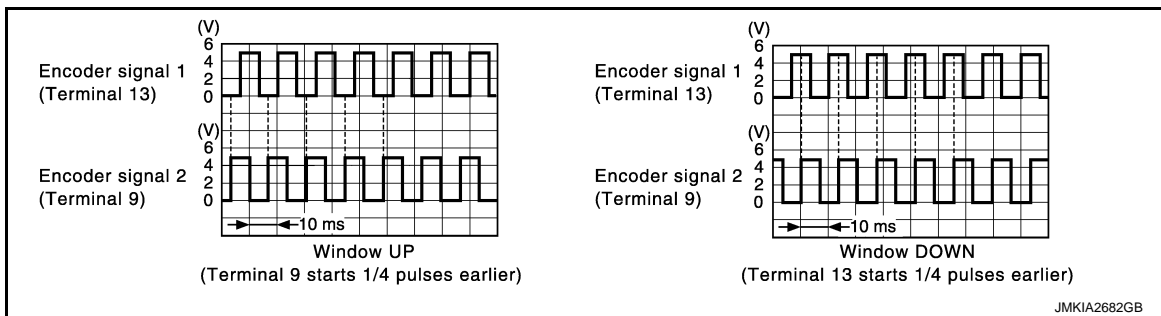 (V)
6
4
2
0
Encoder signal 1
(Terminal 13)
(V)
6
4
2
0
Encoder signal 2
(Terminal 9)
10 ms
Window UP
(Terminal 9 starts 1/4 pulses earlier)
(V)
6
4
2
0
Encoder signal 1
(Terminal 13)
(V)
6
4
2
0
Encoder signal 2
(Terminal 9)
10 ms
Window DOWN
(Terminal 13 starts 1/4 pulses earlier)
JMKIA2682GB